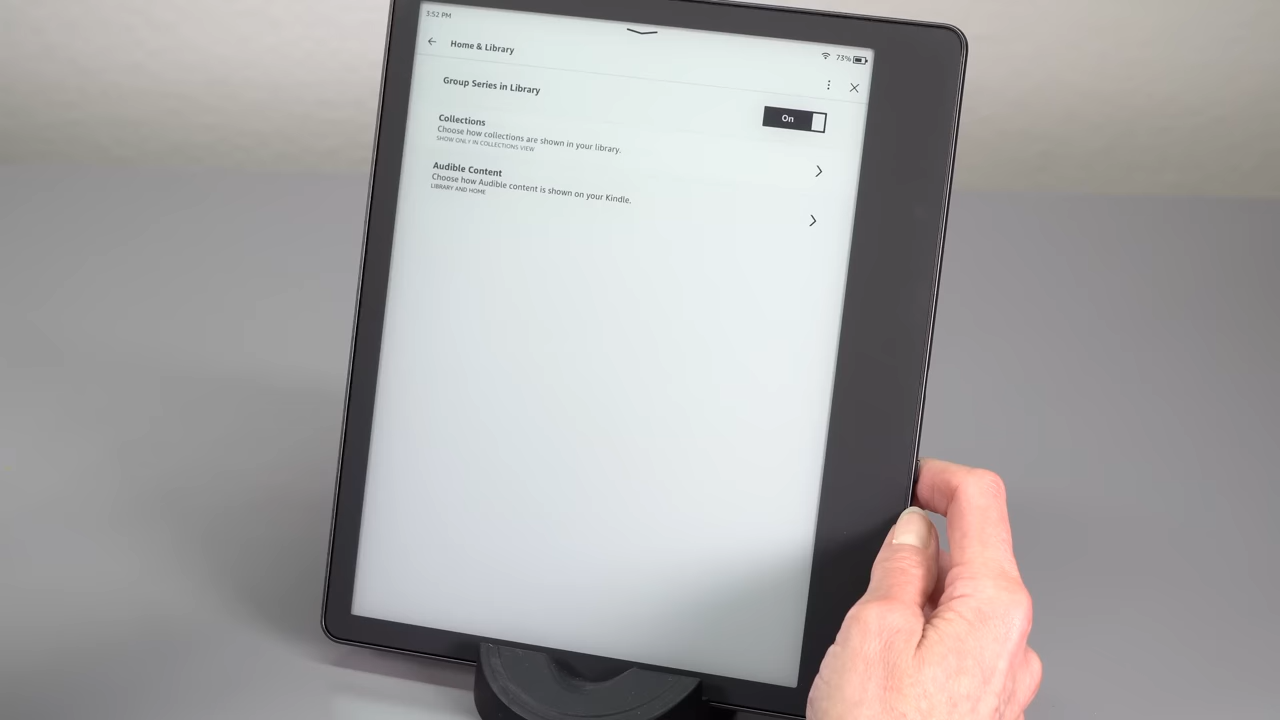 3:52 PM
73%
Home & Library
Group Series in Library
On
Collections
Choose how collections are shown in your library.
SHOW ONLY IN COLLECTIONS VIEW
Audible Content
Choose how Audible content is shown on your Kindle.
LIBRARY AND HOME